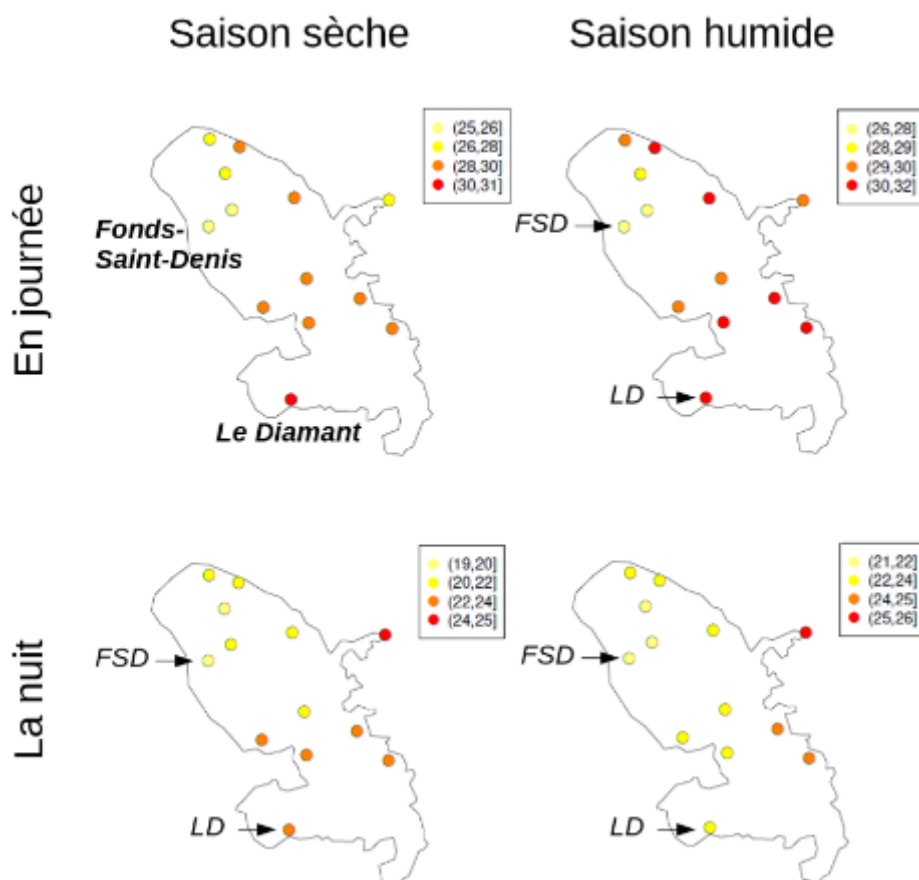 Saison sèche
Saison humide
En journée
(25,26]
(26,28]
(28,30]
(30,31]
Fonds-
Saint-Denis
Le Diamant
(26,28]
(28,29]
(29,30]
(30,32]
FSD
LD
La nuit
(19,20]
(20,22]
(22,24]
(24,25]
FSD
LD
(21,22]
(22,24]
(24,25]
(25,26]
FSD
LD